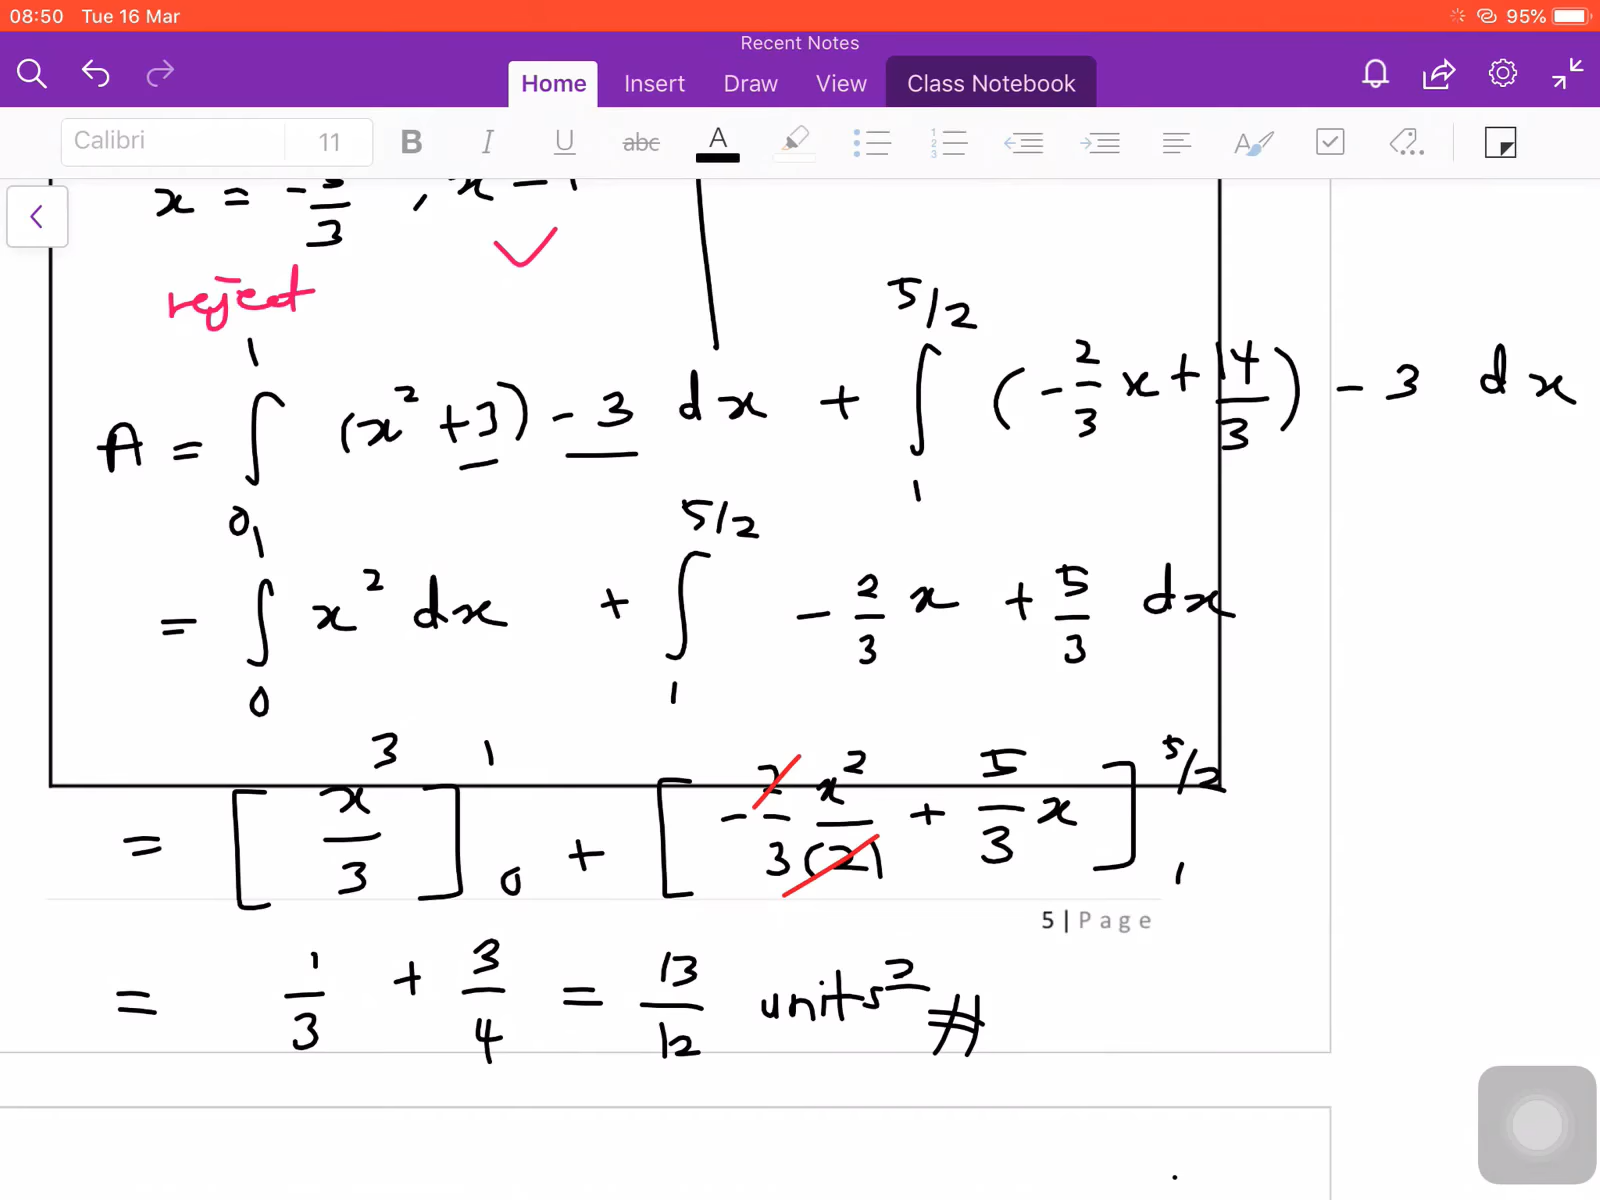 08:50 Tue 16 Mar 95%
Recent Notes
Home Insert Draw View Class Notebook
Calibri 11 B I U abc A
x = -5/3 , x = 1
reject
A = ∫₀¹ (x² + 3) - 3 dx + ∫₁^{5/2} (-2/3 x + 14/3) - 3 dx
= ∫₀¹ x² dx + ∫₁^{5/2} -2/3 x + 5/3 dx
= [x³/3]₀¹ + [-2x²/3(2) + 5/3 x]₁^{5/2}
5 | Page
= 1/3 + 3/4 = 13/12 units² #